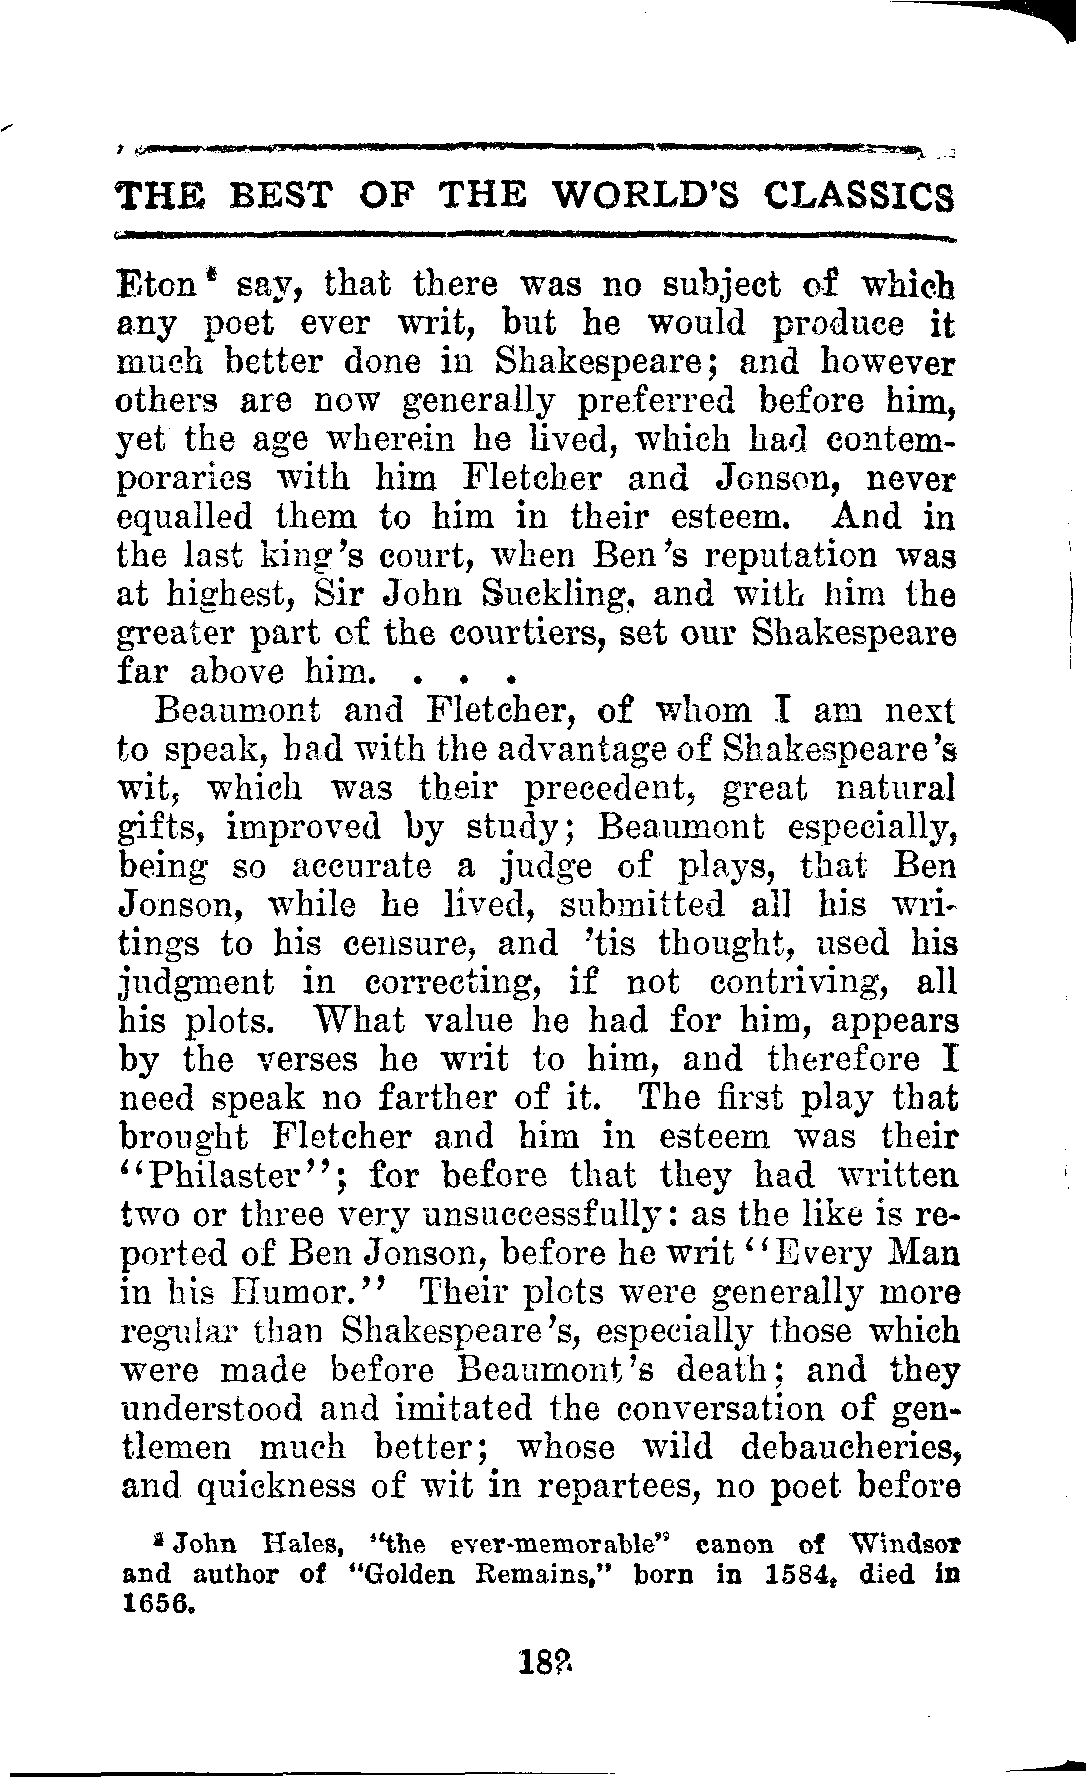 THE BEST OF THE WORLD'S CLASSICS
Eton⁸ say, that there was no subject of which
any poet ever writ, but he would produce it
much better done in Shakespeare; and however
others are now generally preferred before him,
yet the age wherein he lived, which had contem-
poraries with him Fletcher and Jonson, never
equalled them to him in their esteem. And in
the last king's court, when Ben's reputation was
at highest, Sir John Suckling, and with him the
greater part of the courtiers, set our Shakespeare
far above him. . . .
Beaumont and Fletcher, of whom I am next
to speak, had with the advantage of Shakespeare's
wit, which was their precedent, great natural
gifts, improved by study; Beaumont especially,
being so accurate a judge of plays, that Ben
Jonson, while he lived, submitted all his wri-
tings to his censure, and 'tis thought, used his
judgment in correcting, if not contriving, all
his plots. What value he had for him, appears
by the verses he writ to him, and therefore I
need speak no farther of it. The first play that
brought Fletcher and him in esteem was their
"Philaster"; for before that they had written
two or three very unsuccessfully: as the like is re-
ported of Ben Jonson, before he writ "Every Man
in his Humor." Their plots were generally more
regular than Shakespeare's, especially those which
were made before Beaumont's death; and they
understood and imitated the conversation of gen-
tlemen much better; whose wild debaucheries,
and quickness of wit in repartees, no poet before
⁸ John Hales, "the ever-memorable" canon of Windsor
and author of "Golden Remains," born in 1584, died in
1656.
182